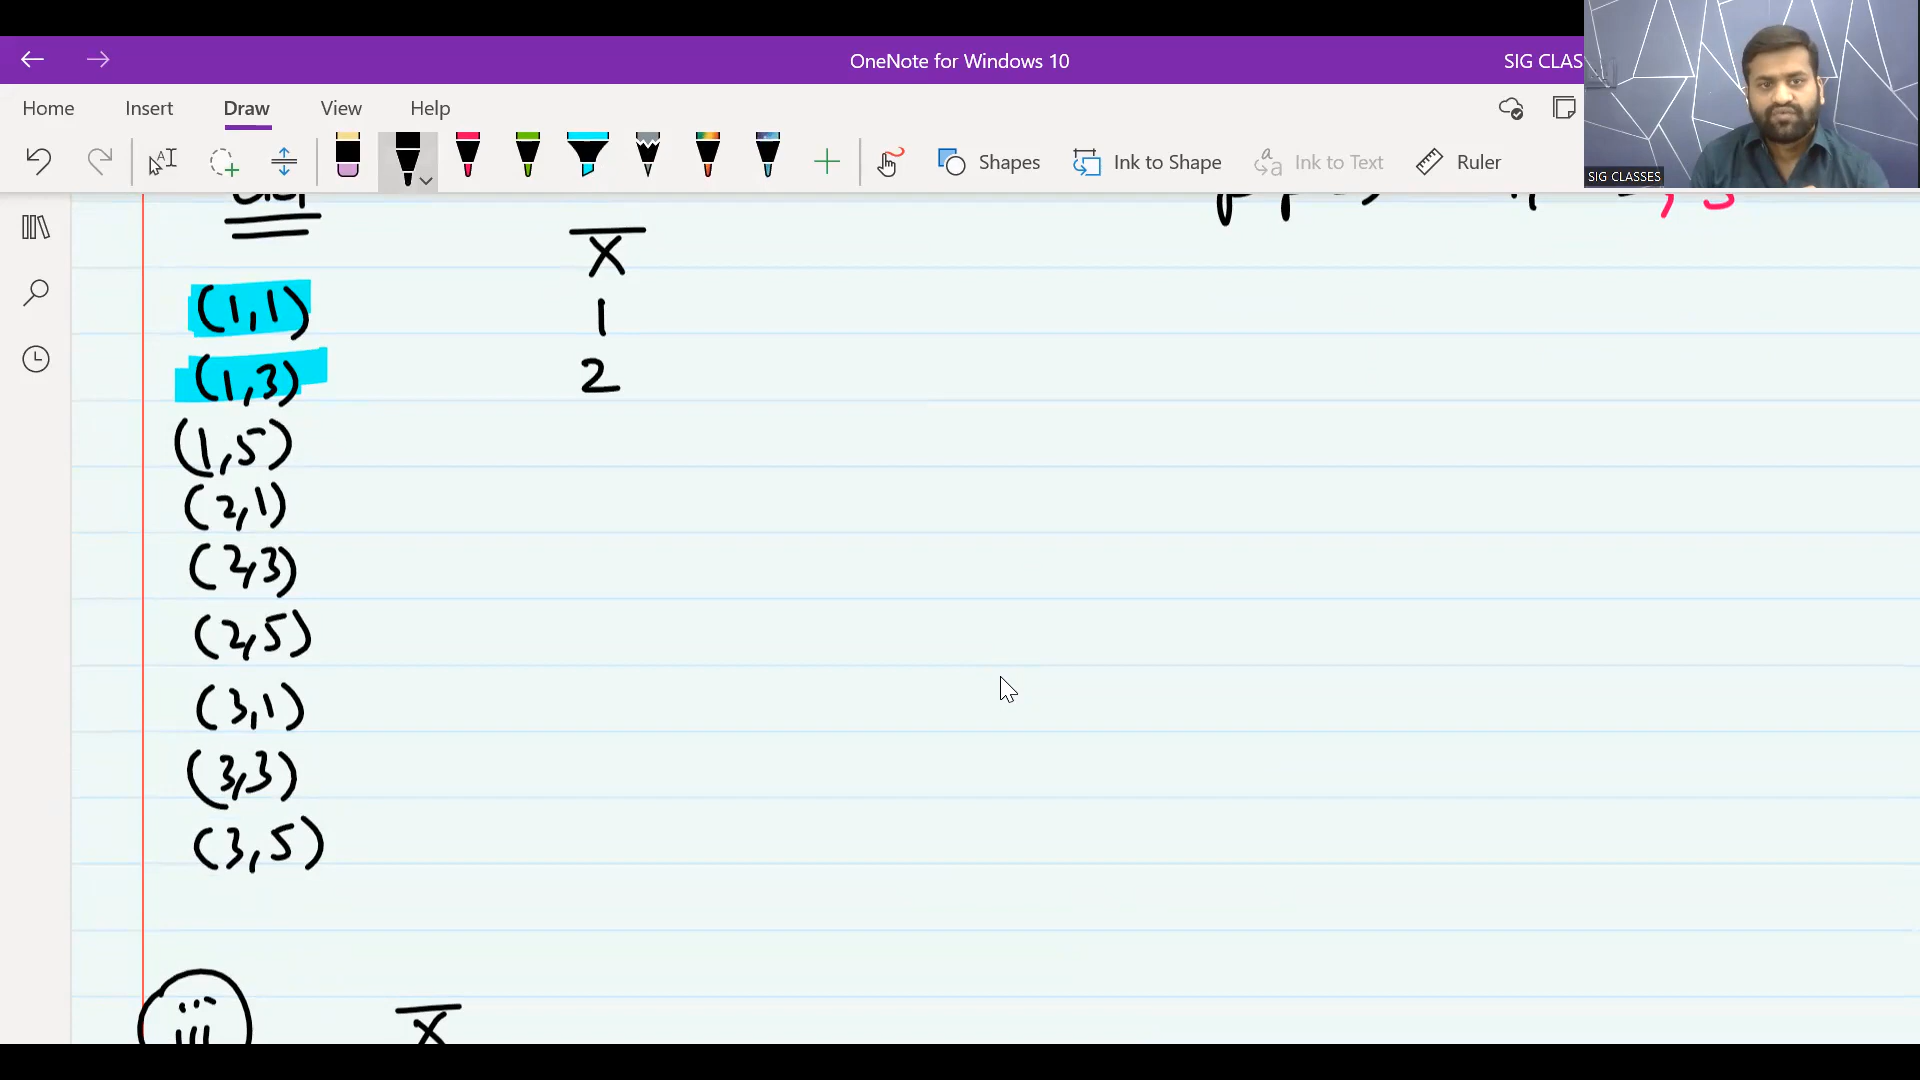 OneNote for Windows 10
SIG CLAS
Home Insert Draw View Help
Shapes Ink to Shape Ink to Text Ruler
SIG CLASSES
X̅
(1,1) 1
(1,3) 2
(1,5)
(2,1)
(2,3)
(2,5)
(3,1)
(3,3)
(3,5)
iii X̅